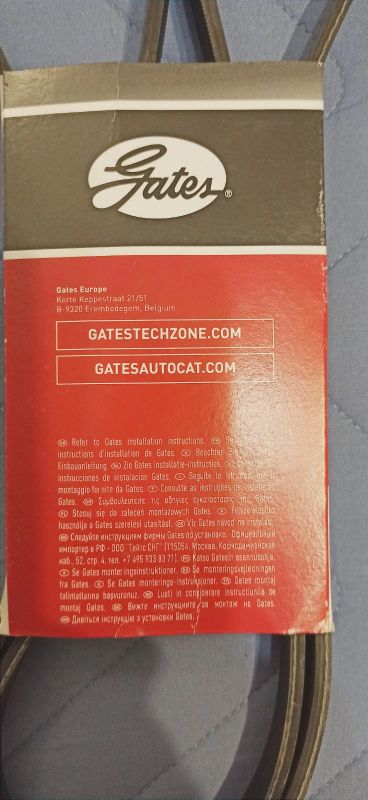 Gates®
Gates Europe
Korte Keppestraat 21/51
B-9320 Erembodegem, Belgium
GATESTECHZONE.COM
GATESAUTOCAT.COM
GB Refer to Gates installation instructions.
instructions d'installation de Gates. Beachten
Einbauanleitung. Zie Gates installatie-instructies.
instrucciones de instalación Gates. Seguite le
montaggio fornite da Gates. Consulte as instruções de
Gates. Συμβουλευτείτε τις οδηγίες εγκατάστασης της Gates.
Stosuj się do zaleceń montażowych Gates. Felszereléshez
használja a Gates szerelési utasítást. Viz Gates návod na instalaci.
Следуйте инструкциям фирмы Gates по установке. Официальный
импортер в РФ - ООО "Гейтс СНГ" (115054, Москва, Космодамианская
наб., 52, стр. 4, тел. +7 495 933 83 71). Katso Gatesin asennusohje.
Se Gates monteringsinstruktioner. Se monteringsvejledningen
fra Gates. Se Gates monterings-instruksjoner. Gates montaj
talimatlarına başvurunuz. Luați în considerare instrucțiunile de
montaj Gates. Вижте инструкциите за монтаж на Gates.
Дивіться інструкцію з установки Gates.